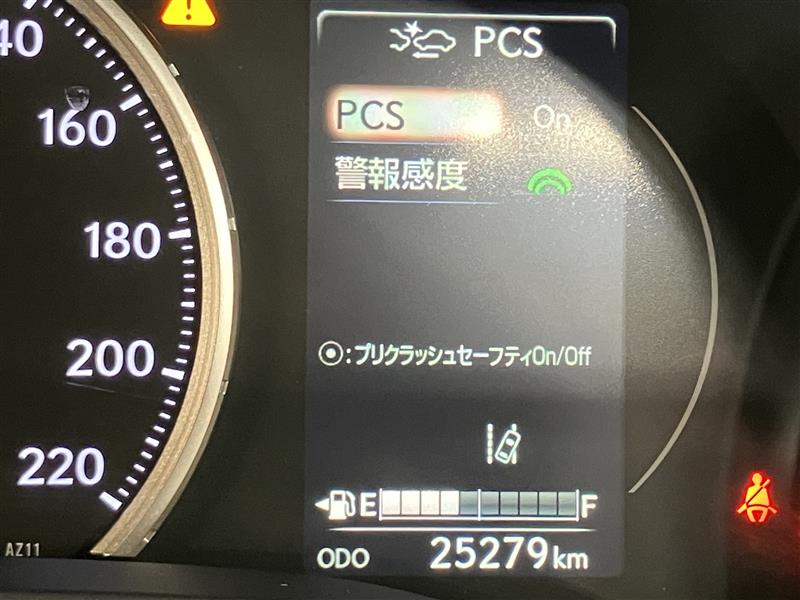 40
160
180
200
220
AZ11
PCS
PCS On
警報感度
⦿:プリクラッシュセーフティOn/Off
E F
ODO 25279km